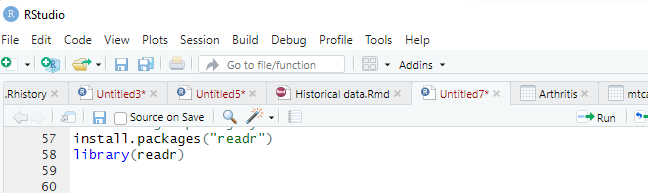 RStudio
File Edit Code View Plots Session Build Debug Profile Tools Help
Go to file/function Addins
.Rhistory Untitled3* Untitled5* Historical data.Rmd Untitled7* Arthritis mtca
Source on Save Run
57 install.packages("readr")
58 library(readr)
59
60